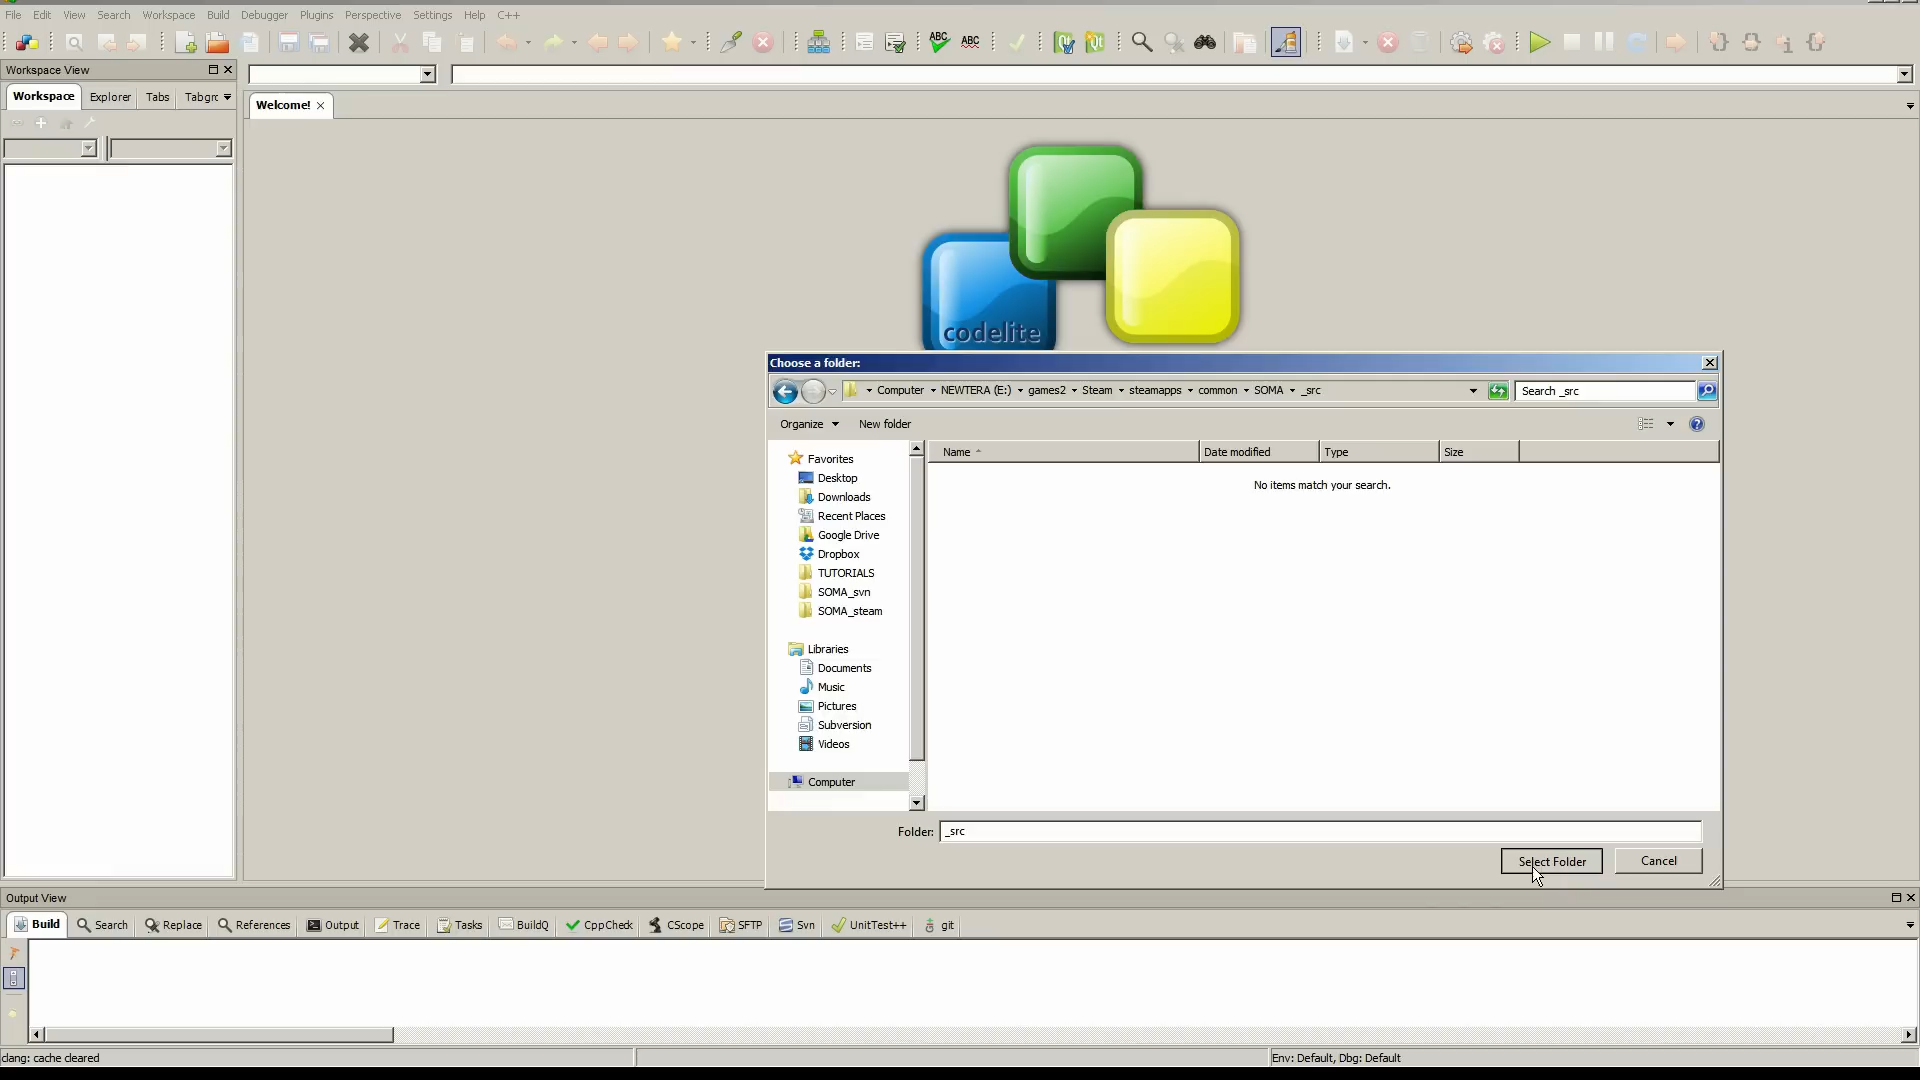 File Edit View Search Workspace Build Debugger Plugins Perspective Settings Help C++
ABC ABC
Workspace View
Workspace Explorer Tabs Tabgrc
Welcome!
codelite
Choose a folder:
Computer NEWTERA (E:) games2 Steam steamapps common SOMA _src Search _src
Organize New folder
Name Date modified Type Size
No items match your search.
Favorites
Desktop
Downloads
Recent Places
Google Drive
Dropbox
TUTORIALS
SOMA_svn
SOMA_steam
Libraries
Documents
Music
Pictures
Subversion
Videos
Computer
Folder: _src
Select Folder Cancel
Output View
Build Search Replace References Output Trace Tasks BuildQ CppCheck CScope SFTP Svn UnitTest++ git
clang: cache cleared Env: Default, Dbg: Default